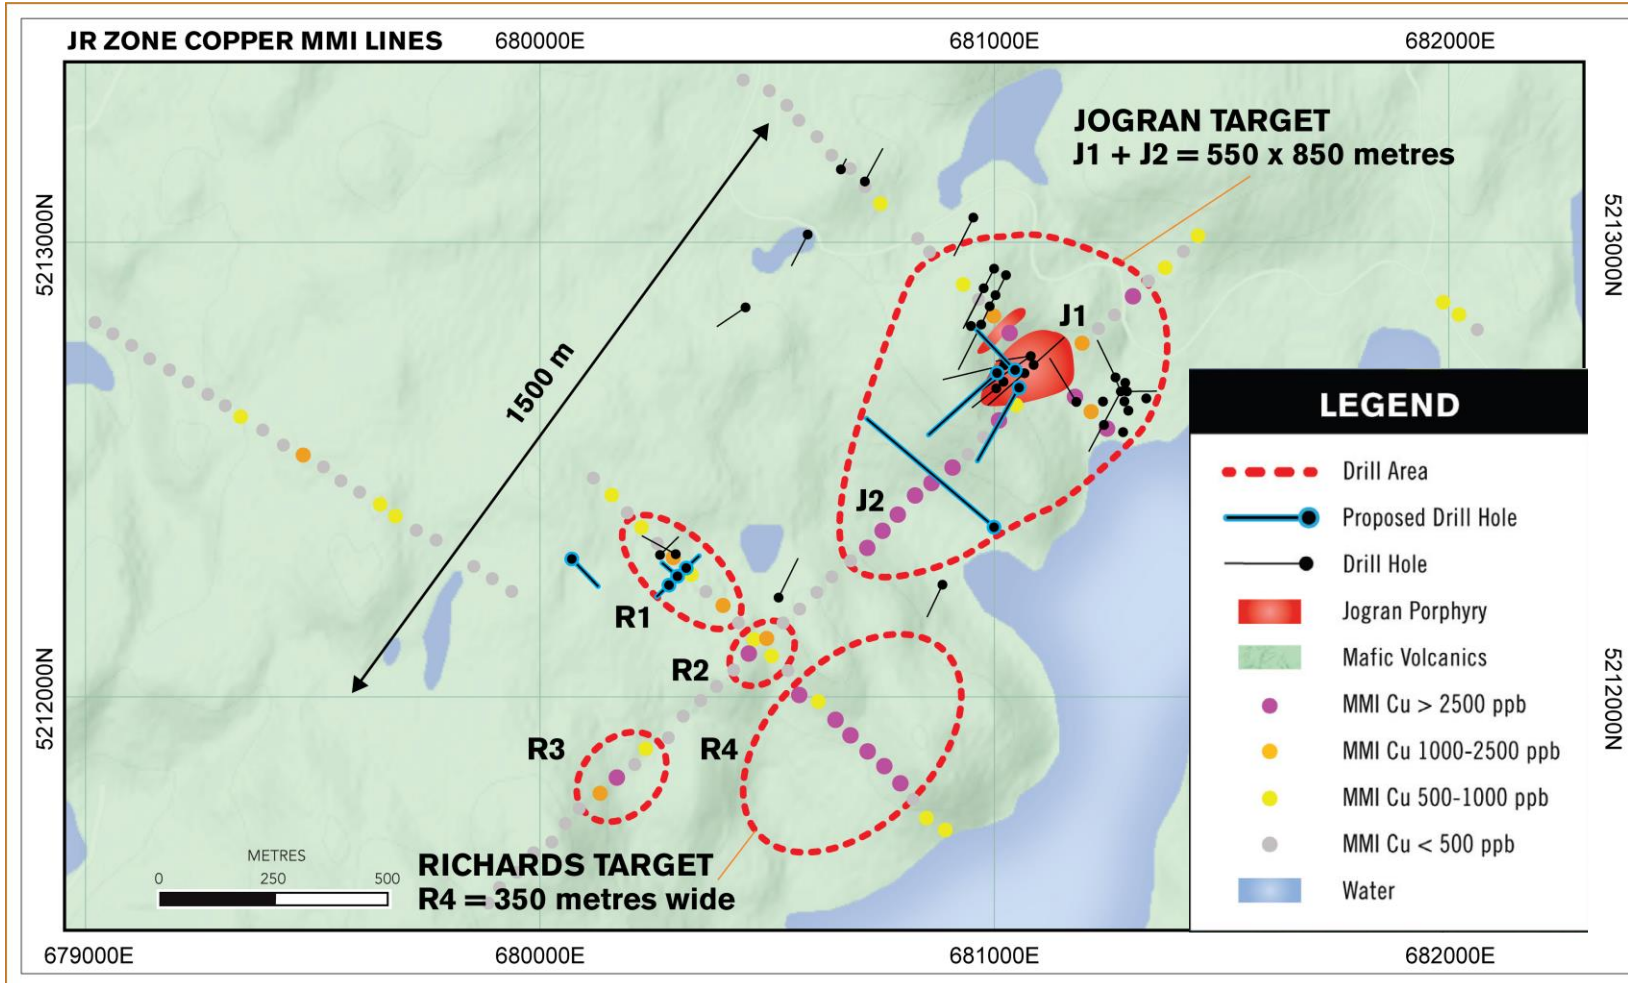 JR ZONE COPPER MMI LINES
680000E
681000E
682000E
JOGRAN TARGET
J1 + J2 = 550 x 850 metres
5213000N
5213000N
J1
1500 m
J2
R1
R2
R3
R4
5212000N
5212000N
LEGEND
Drill Area
Proposed Drill Hole
Drill Hole
Jogran Porphyry
Mafic Volcanics
MMI Cu > 2500 ppb
MMI Cu 1000-2500 ppb
MMI Cu 500-1000 ppb
MMI Cu < 500 ppb
Water
METRES
0 250 500
RICHARDS TARGET
R4 = 350 metres wide
679000E
680000E
681000E
682000E